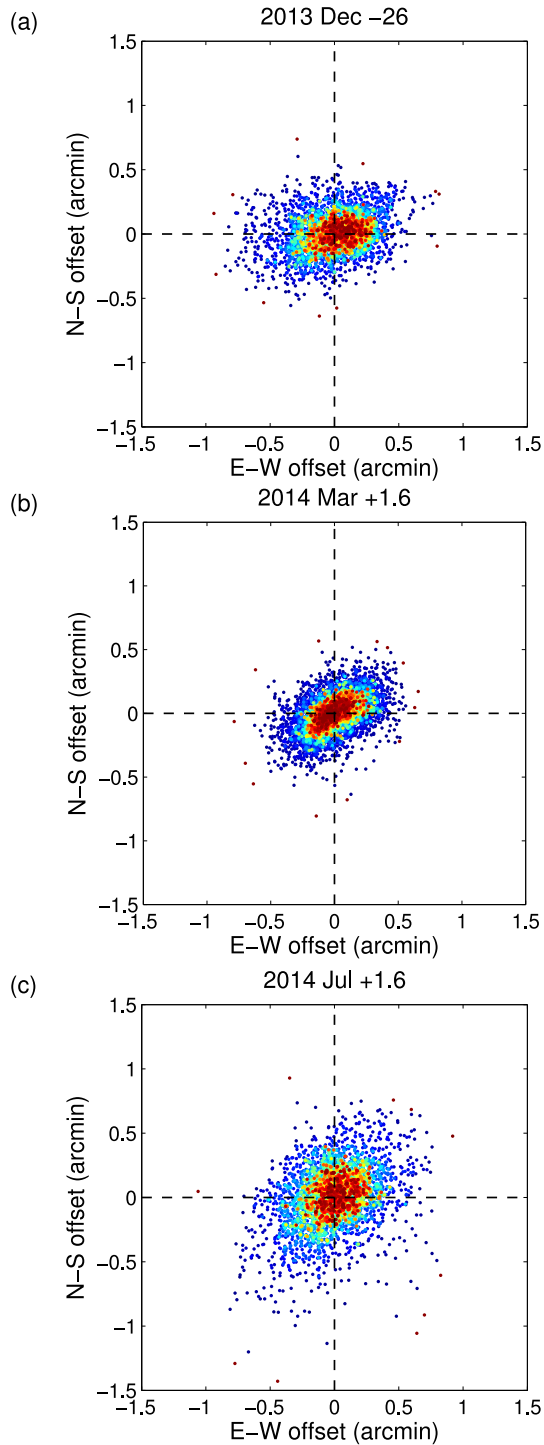 (a)
2013 Dec −26
1.5
1
0.5
0
−0.5
−1
−1.5
N−S offset (arcmin)
−1.5 −1 −0.5 0 0.5 1 1.5
E−W offset (arcmin)
(b)
2014 Mar +1.6
1.5
1
0.5
0
−0.5
−1
−1.5
N−S offset (arcmin)
−1.5 −1 −0.5 0 0.5 1 1.5
E−W offset (arcmin)
(c)
2014 Jul +1.6
1.5
1
0.5
0
−0.5
−1
−1.5
N−S offset (arcmin)
−1.5 −1 −0.5 0 0.5 1 1.5
E−W offset (arcmin)